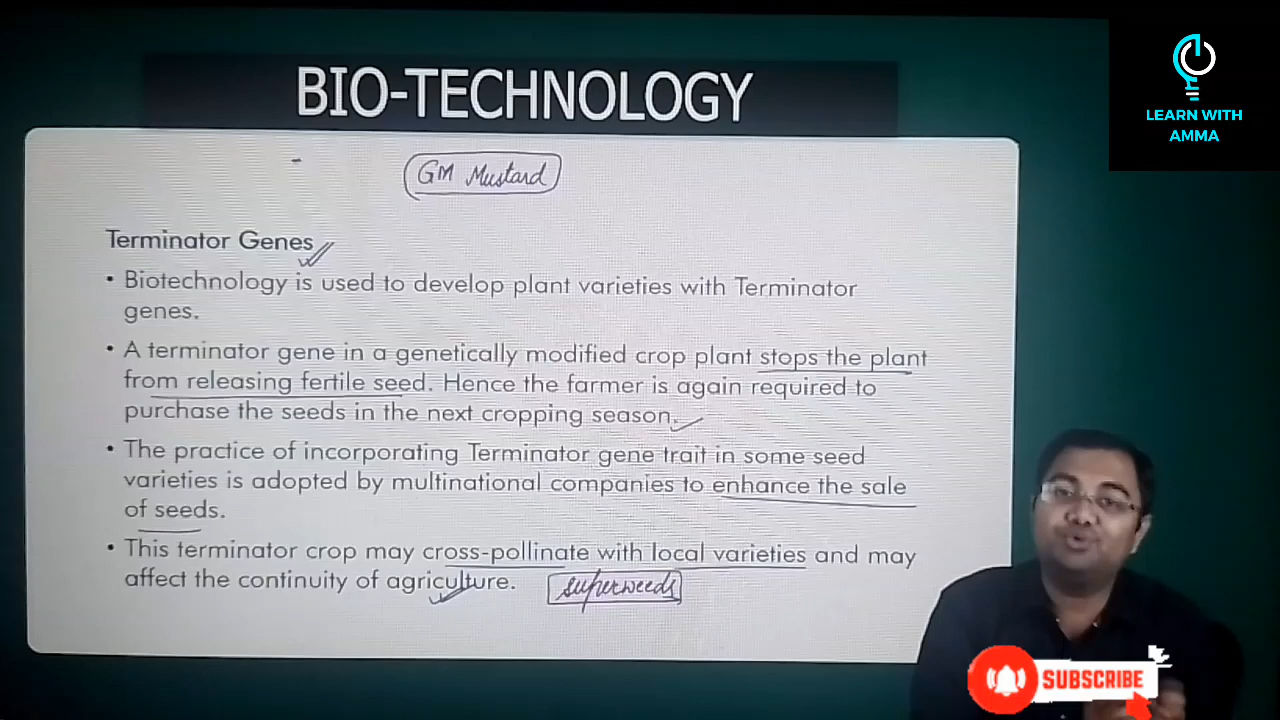 BIO-TECHNOLOGY
LEARN WITH
AMMA
GM Mustard
Terminator Genes
• Biotechnology is used to develop plant varieties with Terminator
genes.
• A terminator gene in a genetically modified crop plant stops the plant
from releasing fertile seed. Hence the farmer is again required to
purchase the seeds in the next cropping season.
• The practice of incorporating Terminator gene trait in some seed
varieties is adopted by multinational companies to enhance the sale
of seeds.
• This terminator crop may cross-pollinate with local varieties and may
affect the continuity of agriculture.
superweeds
SUBSCRIBE